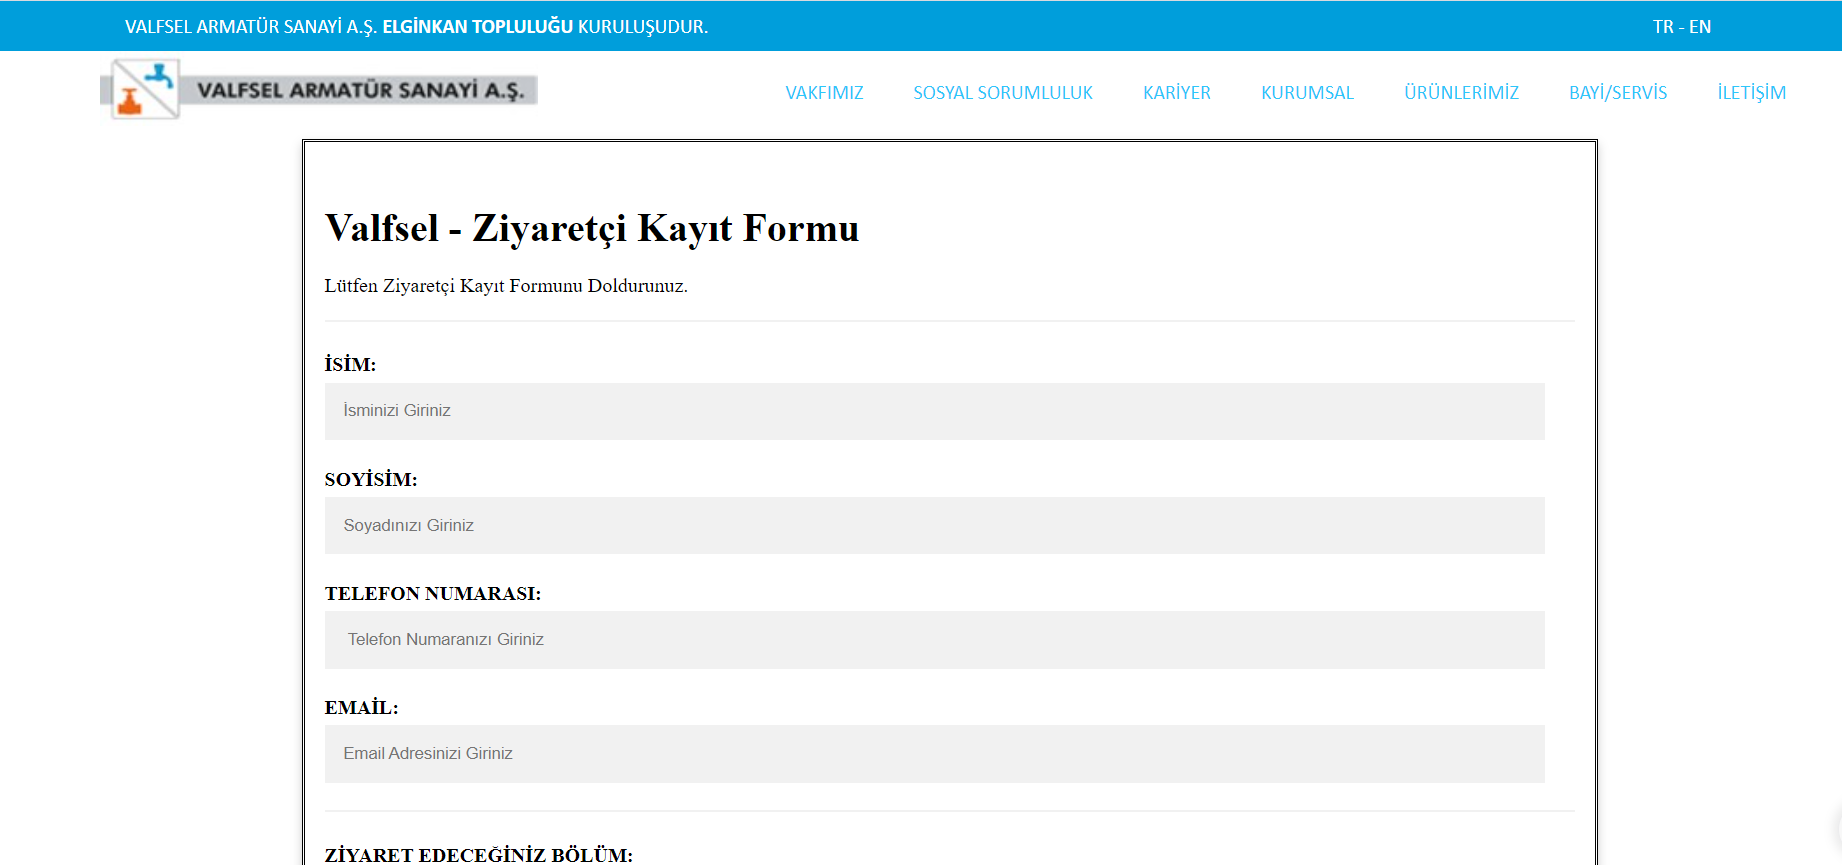 VALFSEL ARMATÜR SANAYİ A.Ş. ELGİNKAN TOPLULUĞU KURULUŞUDUR.
TR - EN
VALFSEL ARMATÜR SANAYİ A.Ş.
VAKFIMIZ SOSYAL SORUMLULUK KARİYER KURUMSAL ÜRÜNLERİMİZ BAYİ/SERVİS İLETİŞİM
Valfsel - Ziyaretçi Kayıt Formu
Lütfen Ziyaretçi Kayıt Formunu Doldurunuz.
İSİM:
İsminizi Giriniz
SOYİSİM:
Soyadınızı Giriniz
TELEFON NUMARASI:
Telefon Numaranızı Giriniz
EMAİL:
Email Adresinizi Giriniz
ZİYARET EDECEĞİNİZ BÖLÜM: